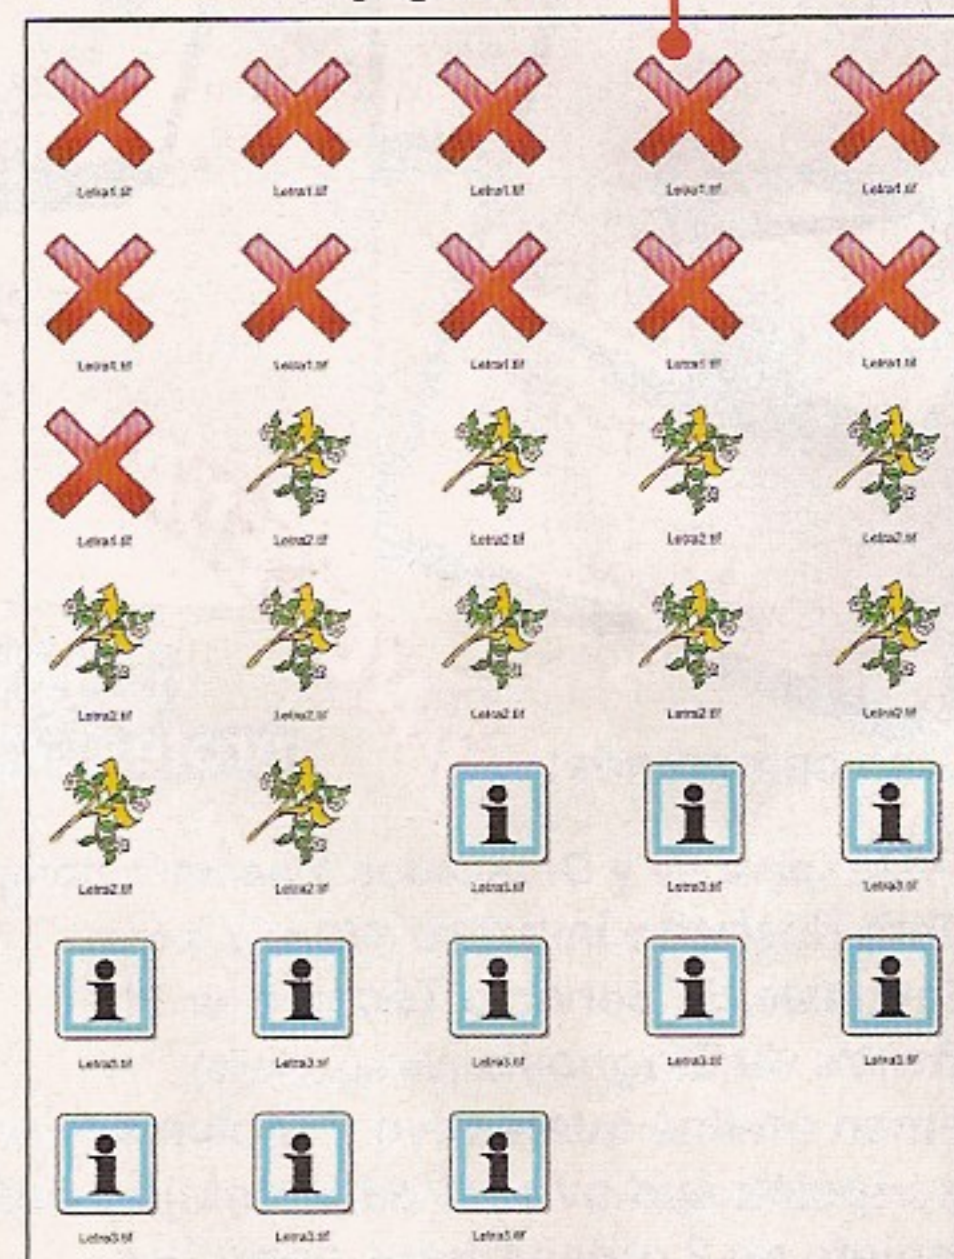 Letra1.tif Letra1.tif Letra1.tif Letra1.tif Letra1.tif
Letra1.tif Letra1.tif Letra1.tif Letra1.tif Letra1.tif
Letra1.tif Letra2.tif Letra2.tif Letra2.tif Letra2.tif
Letra2.tif Letra2.tif Letra2.tif Letra2.tif Letra2.tif
Letra2.tif Letra2.tif Letra3.tif Letra3.tif Letra3.tif
Letra3.tif Letra3.tif Letra3.tif Letra3.tif Letra3.tif
Letra3.tif Letra3.tif Letra3.tif